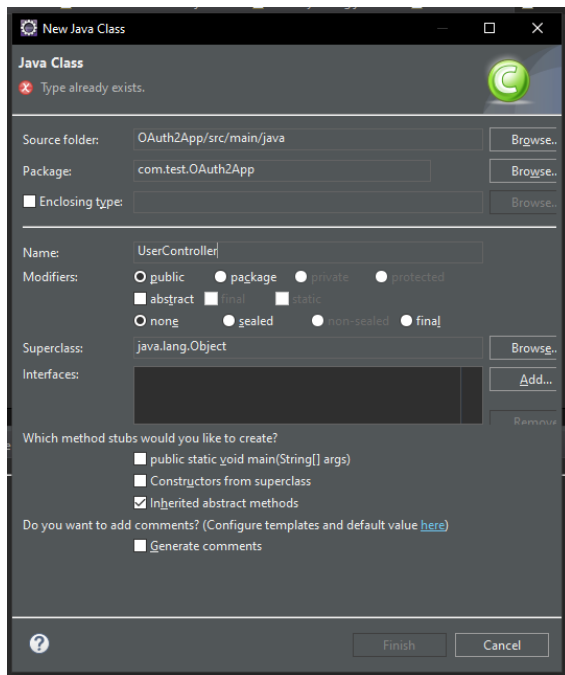 New Java Class
Java Class
Type already exists.
Source folder: OAuth2App/src/main/java Browse..
Package: com.test.OAuth2App Browse..
Enclosing type: Browse..
Name: UserController
Modifiers: public package private protected
abstract final static
none sealed non-sealed final
Superclass: java.lang.Object Browse..
Interfaces: Add...
Remove
Which method stubs would you like to create?
public static void main(String[] args)
Constructors from superclass
Inherited abstract methods
Do you want to add comments? (Configure templates and default value here)
Generate comments
? Finish Cancel